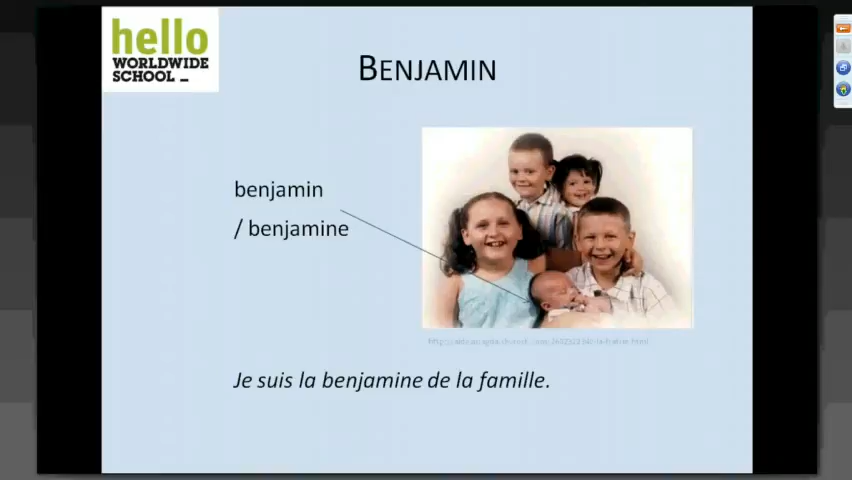 hello
WORLDWIDE
SCHOOL ...
BENJAMIN
benjamin
/ benjamine
Je suis la benjamine de la famille.